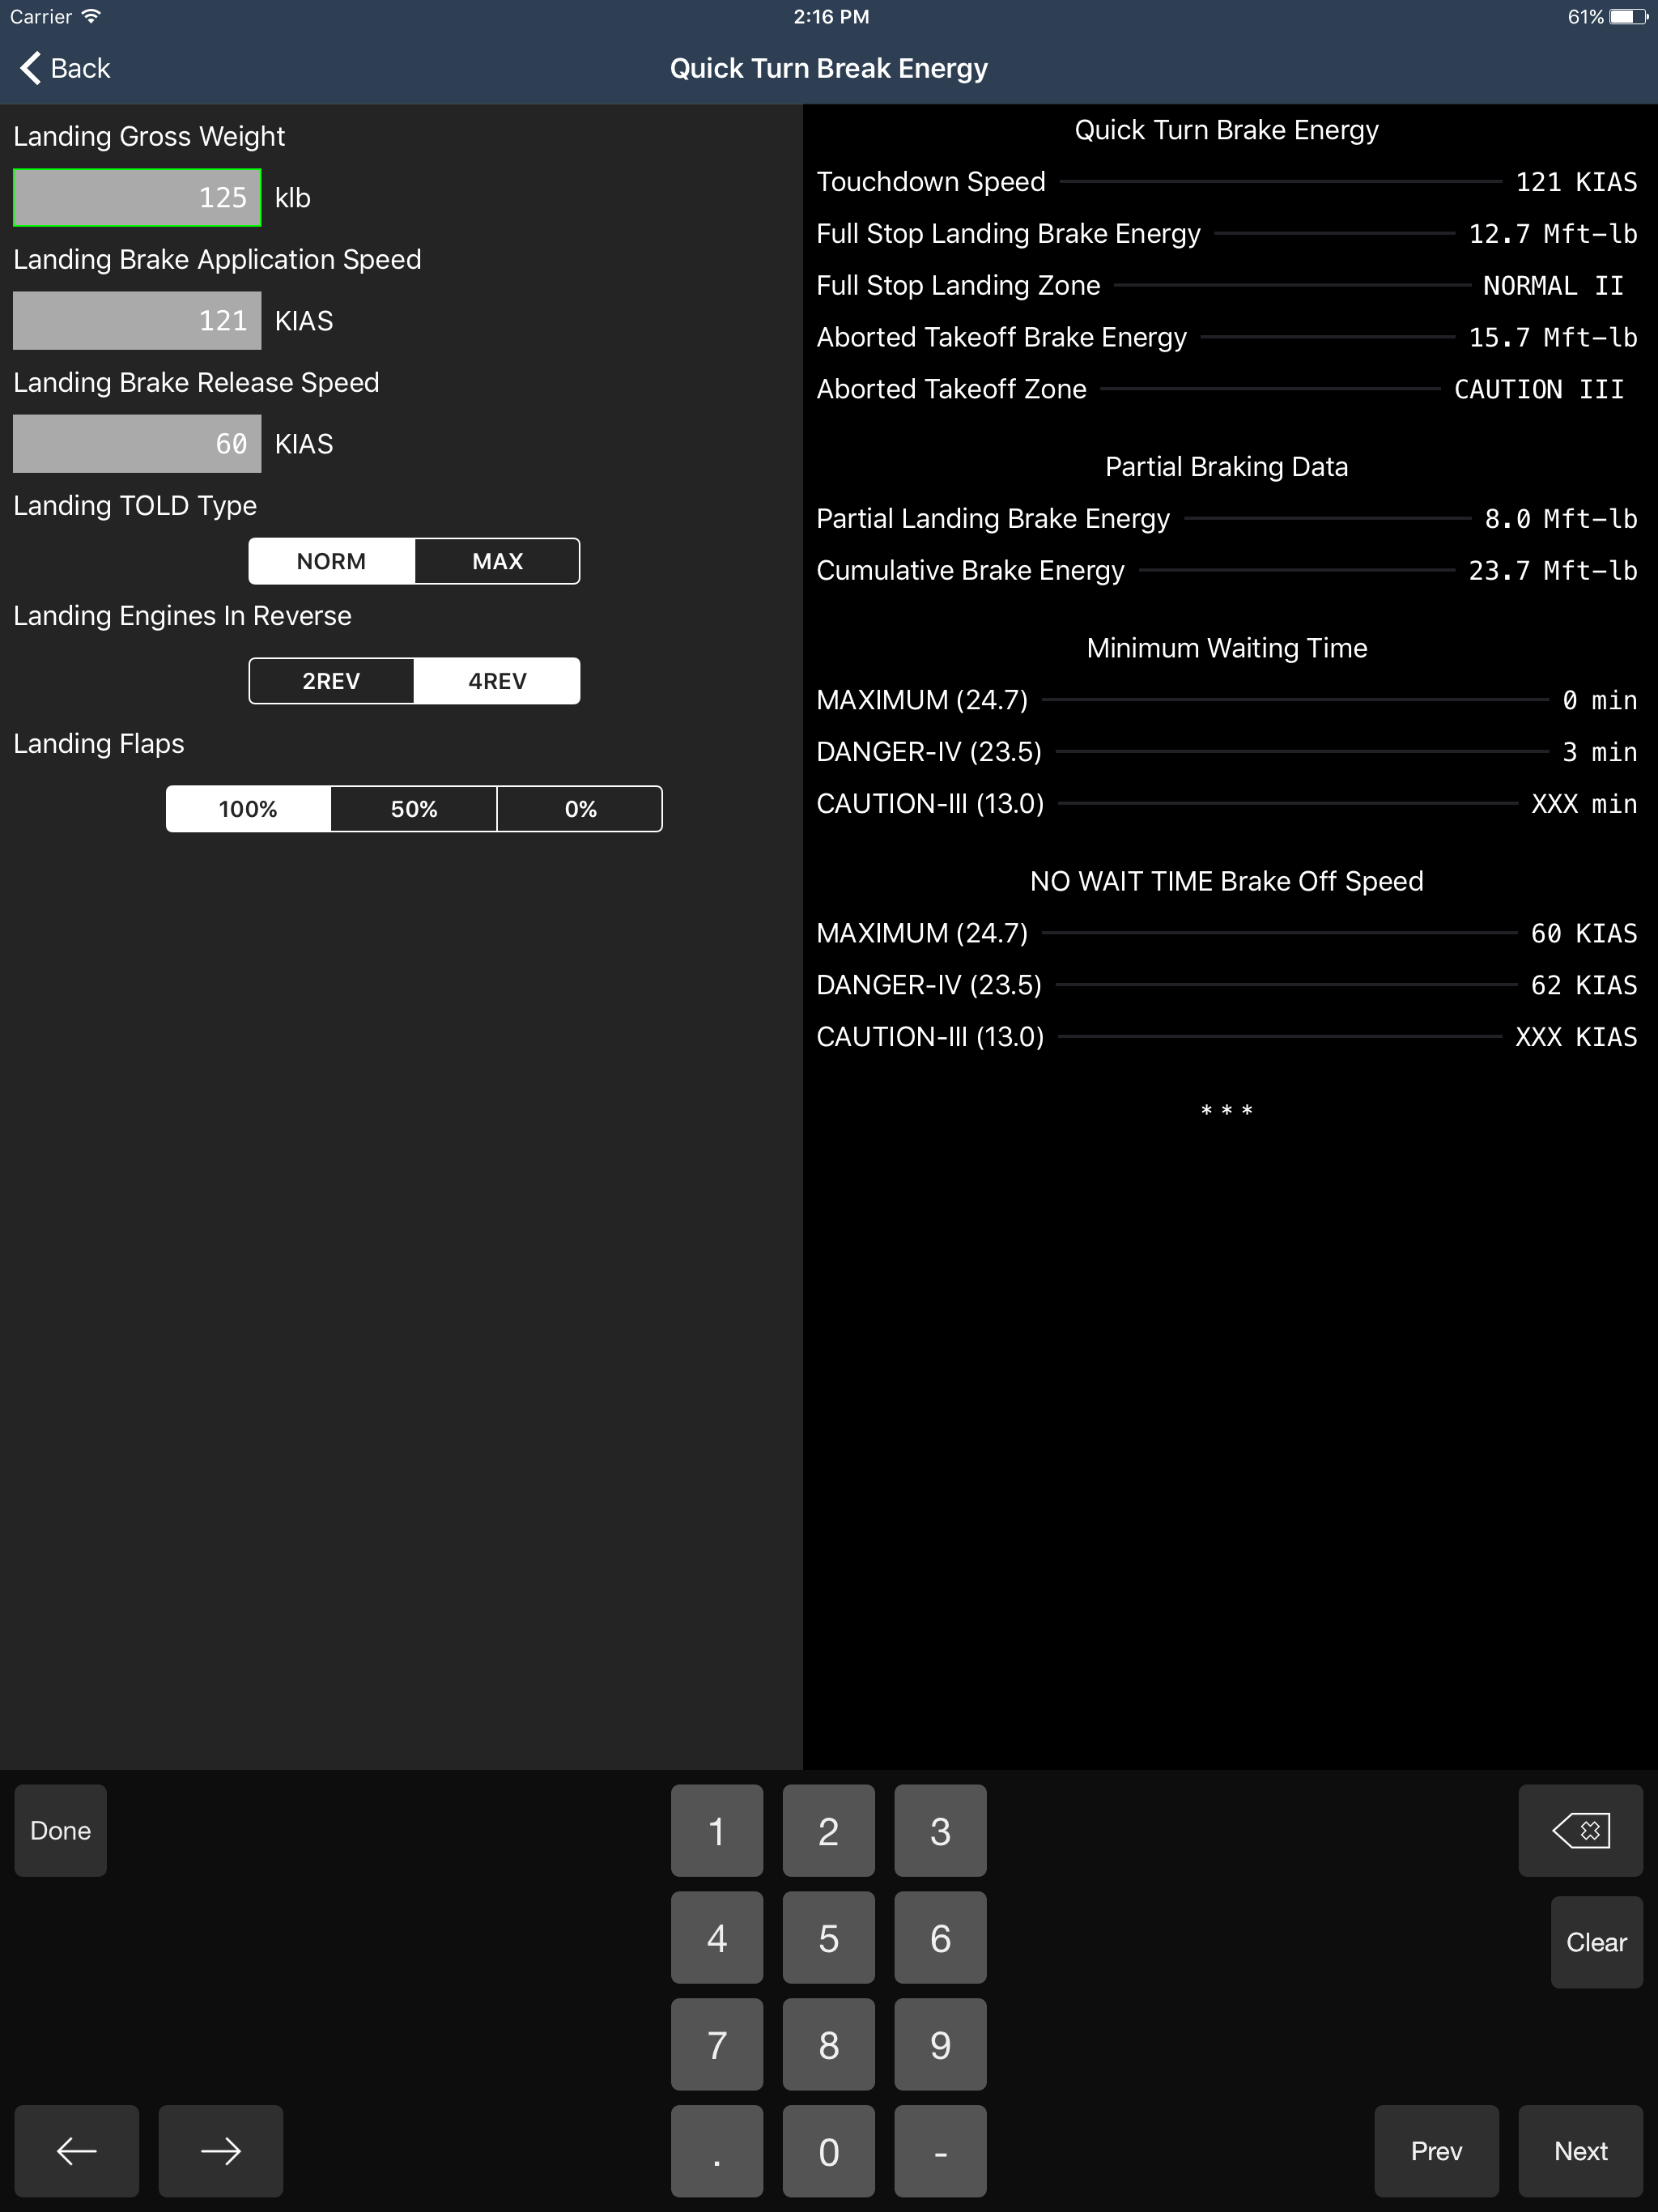 Carrier 2:16 PM 61%
Back Quick Turn Break Energy
Landing Gross Weight
125 klb
Landing Brake Application Speed
121 KIAS
Landing Brake Release Speed
60 KIAS
Landing TOLD Type
NORM MAX
Landing Engines In Reverse
2REV 4REV
Landing Flaps
100% 50% 0%
Quick Turn Brake Energy
Touchdown Speed 121 KIAS
Full Stop Landing Brake Energy 12.7 Mft-lb
Full Stop Landing Zone NORMAL II
Aborted Takeoff Brake Energy 15.7 Mft-lb
Aborted Takeoff Zone CAUTION III
Partial Braking Data
Partial Landing Brake Energy 8.0 Mft-lb
Cumulative Brake Energy 23.7 Mft-lb
Minimum Waiting Time
MAXIMUM (24.7) 0 min
DANGER-IV (23.5) 3 min
CAUTION-III (13.0) XXX min
NO WAIT TIME Brake Off Speed
MAXIMUM (24.7) 60 KIAS
DANGER-IV (23.5) 62 KIAS
CAUTION-III (13.0) XXX KIAS
* * *
Done 1 2 3
4 5 6 Clear
7 8 9
. 0 - Prev Next